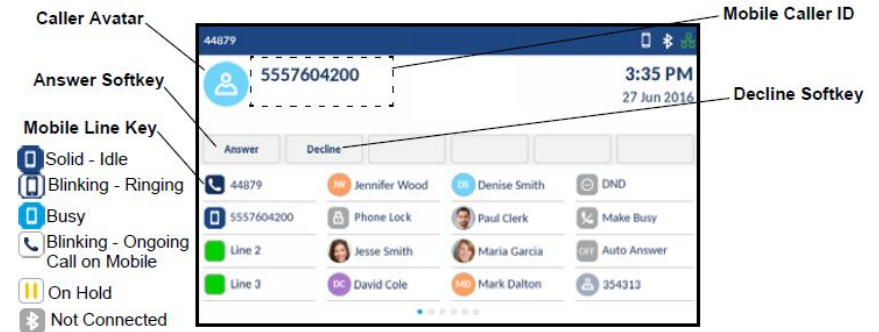 Caller Avatar
Mobile Caller ID
44879
5557604200
3:35 PM
27 Jun 2016
Answer Softkey
Decline Softkey
Mobile Line Key
Answer
Decline
Solid - Idle
Blinking - Ringing
Busy
Blinking - Ongoing
Call on Mobile
On Hold
Not Connected
44879
JW Jennifer Wood
DS Denise Smith
DND
5557604200
Phone Lock
Paul Clerk
Make Busy
Line 2
Jesse Smith
Maria Garcia
OFF Auto Answer
Line 3
DC David Cole
MD Mark Dalton
354313